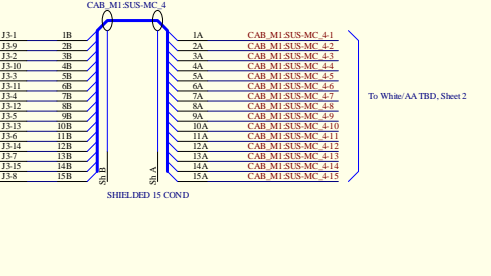 CAB_M1:SUS-MC_4
J3-1 1B 1A CAB_M1:SUS-MC_4-1
J3-9 2B 2A CAB_M1:SUS-MC_4-2
J3-2 3B 3A CAB_M1:SUS-MC_4-3
J3-10 4B 4A CAB_M1:SUS-MC_4-4
J3-3 5B 5A CAB_M1:SUS-MC_4-5
J3-11 6B 6A CAB_M1:SUS-MC_4-6
J3-4 7B 7A CAB_M1:SUS-MC_4-7
J3-12 8B 8A CAB_M1:SUS-MC_4-8
J3-5 9B 9A CAB_M1:SUS-MC_4-9
J3-13 10B 10A CAB_M1:SUS-MC_4-10
J3-6 11B 11A CAB_M1:SUS-MC_4-11
J3-14 12B 12A CAB_M1:SUS-MC_4-12
J3-7 13B 13A CAB_M1:SUS-MC_4-13
J3-15 14B 14A CAB_M1:SUS-MC_4-14
J3-8 15B 15A CAB_M1:SUS-MC_4-15
To White/AA TBD, Sheet 2
Sh B
Sh A
SHIELDED 15 COND